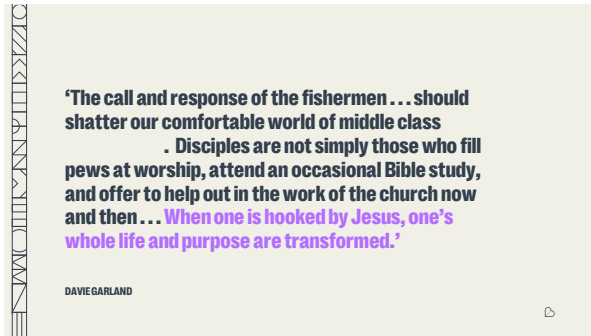 ‘The call and response of the fishermen . . . should
shatter our comfortable world of middle class
. Disciples are not simply those who fill
pews at worship, attend an occasional Bible study,
and offer to help out in the work of the church now
and then . . . When one is hooked by Jesus, one’s
whole life and purpose are transformed.’
DAVIE GARLAND